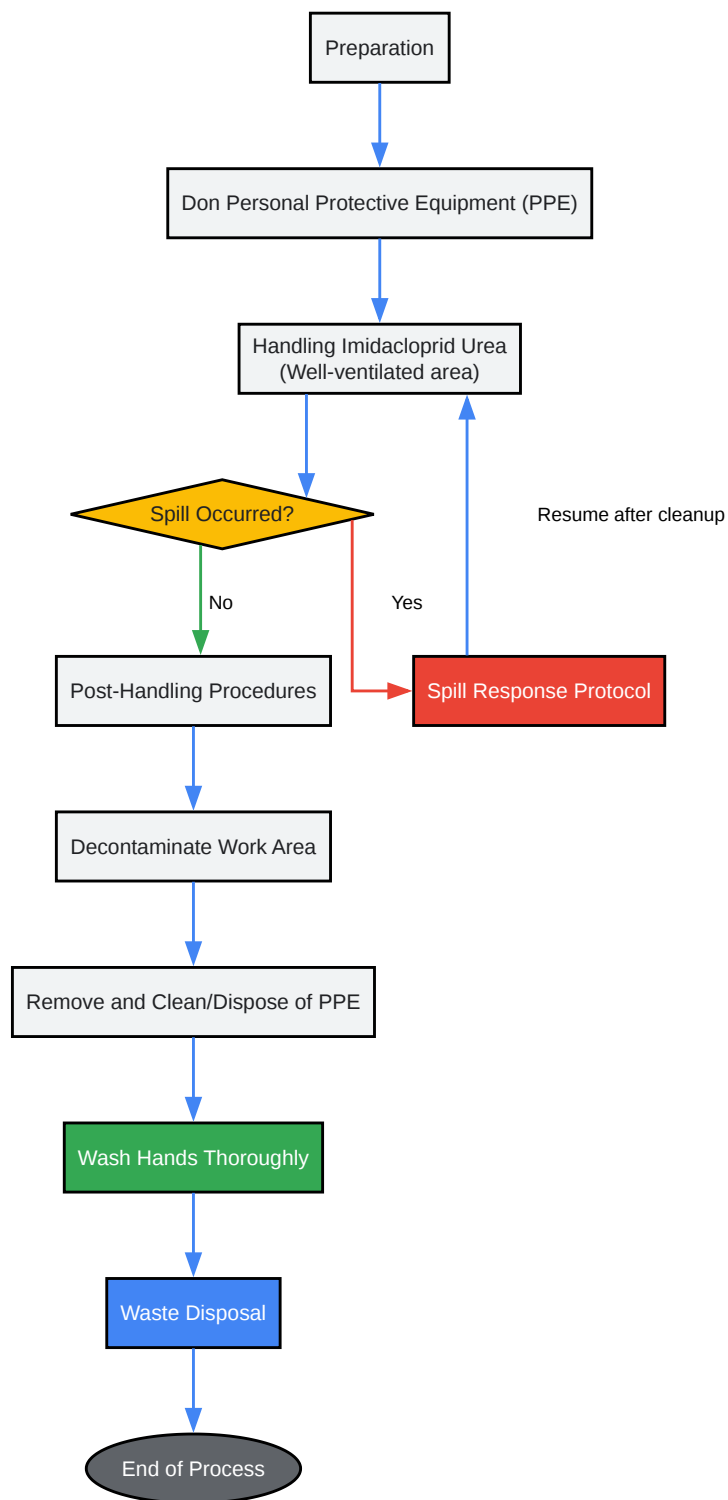 Preparation
Don Personal Protective Equipment (PPE)
Handling Imidacloprid Urea
(Well-ventilated area)
Spill Occurred?
Resume after cleanup
No
Yes
Post-Handling Procedures
Spill Response Protocol
Decontaminate Work Area
Remove and Clean/Dispose of PPE
Wash Hands Thoroughly
Waste Disposal
End of Process